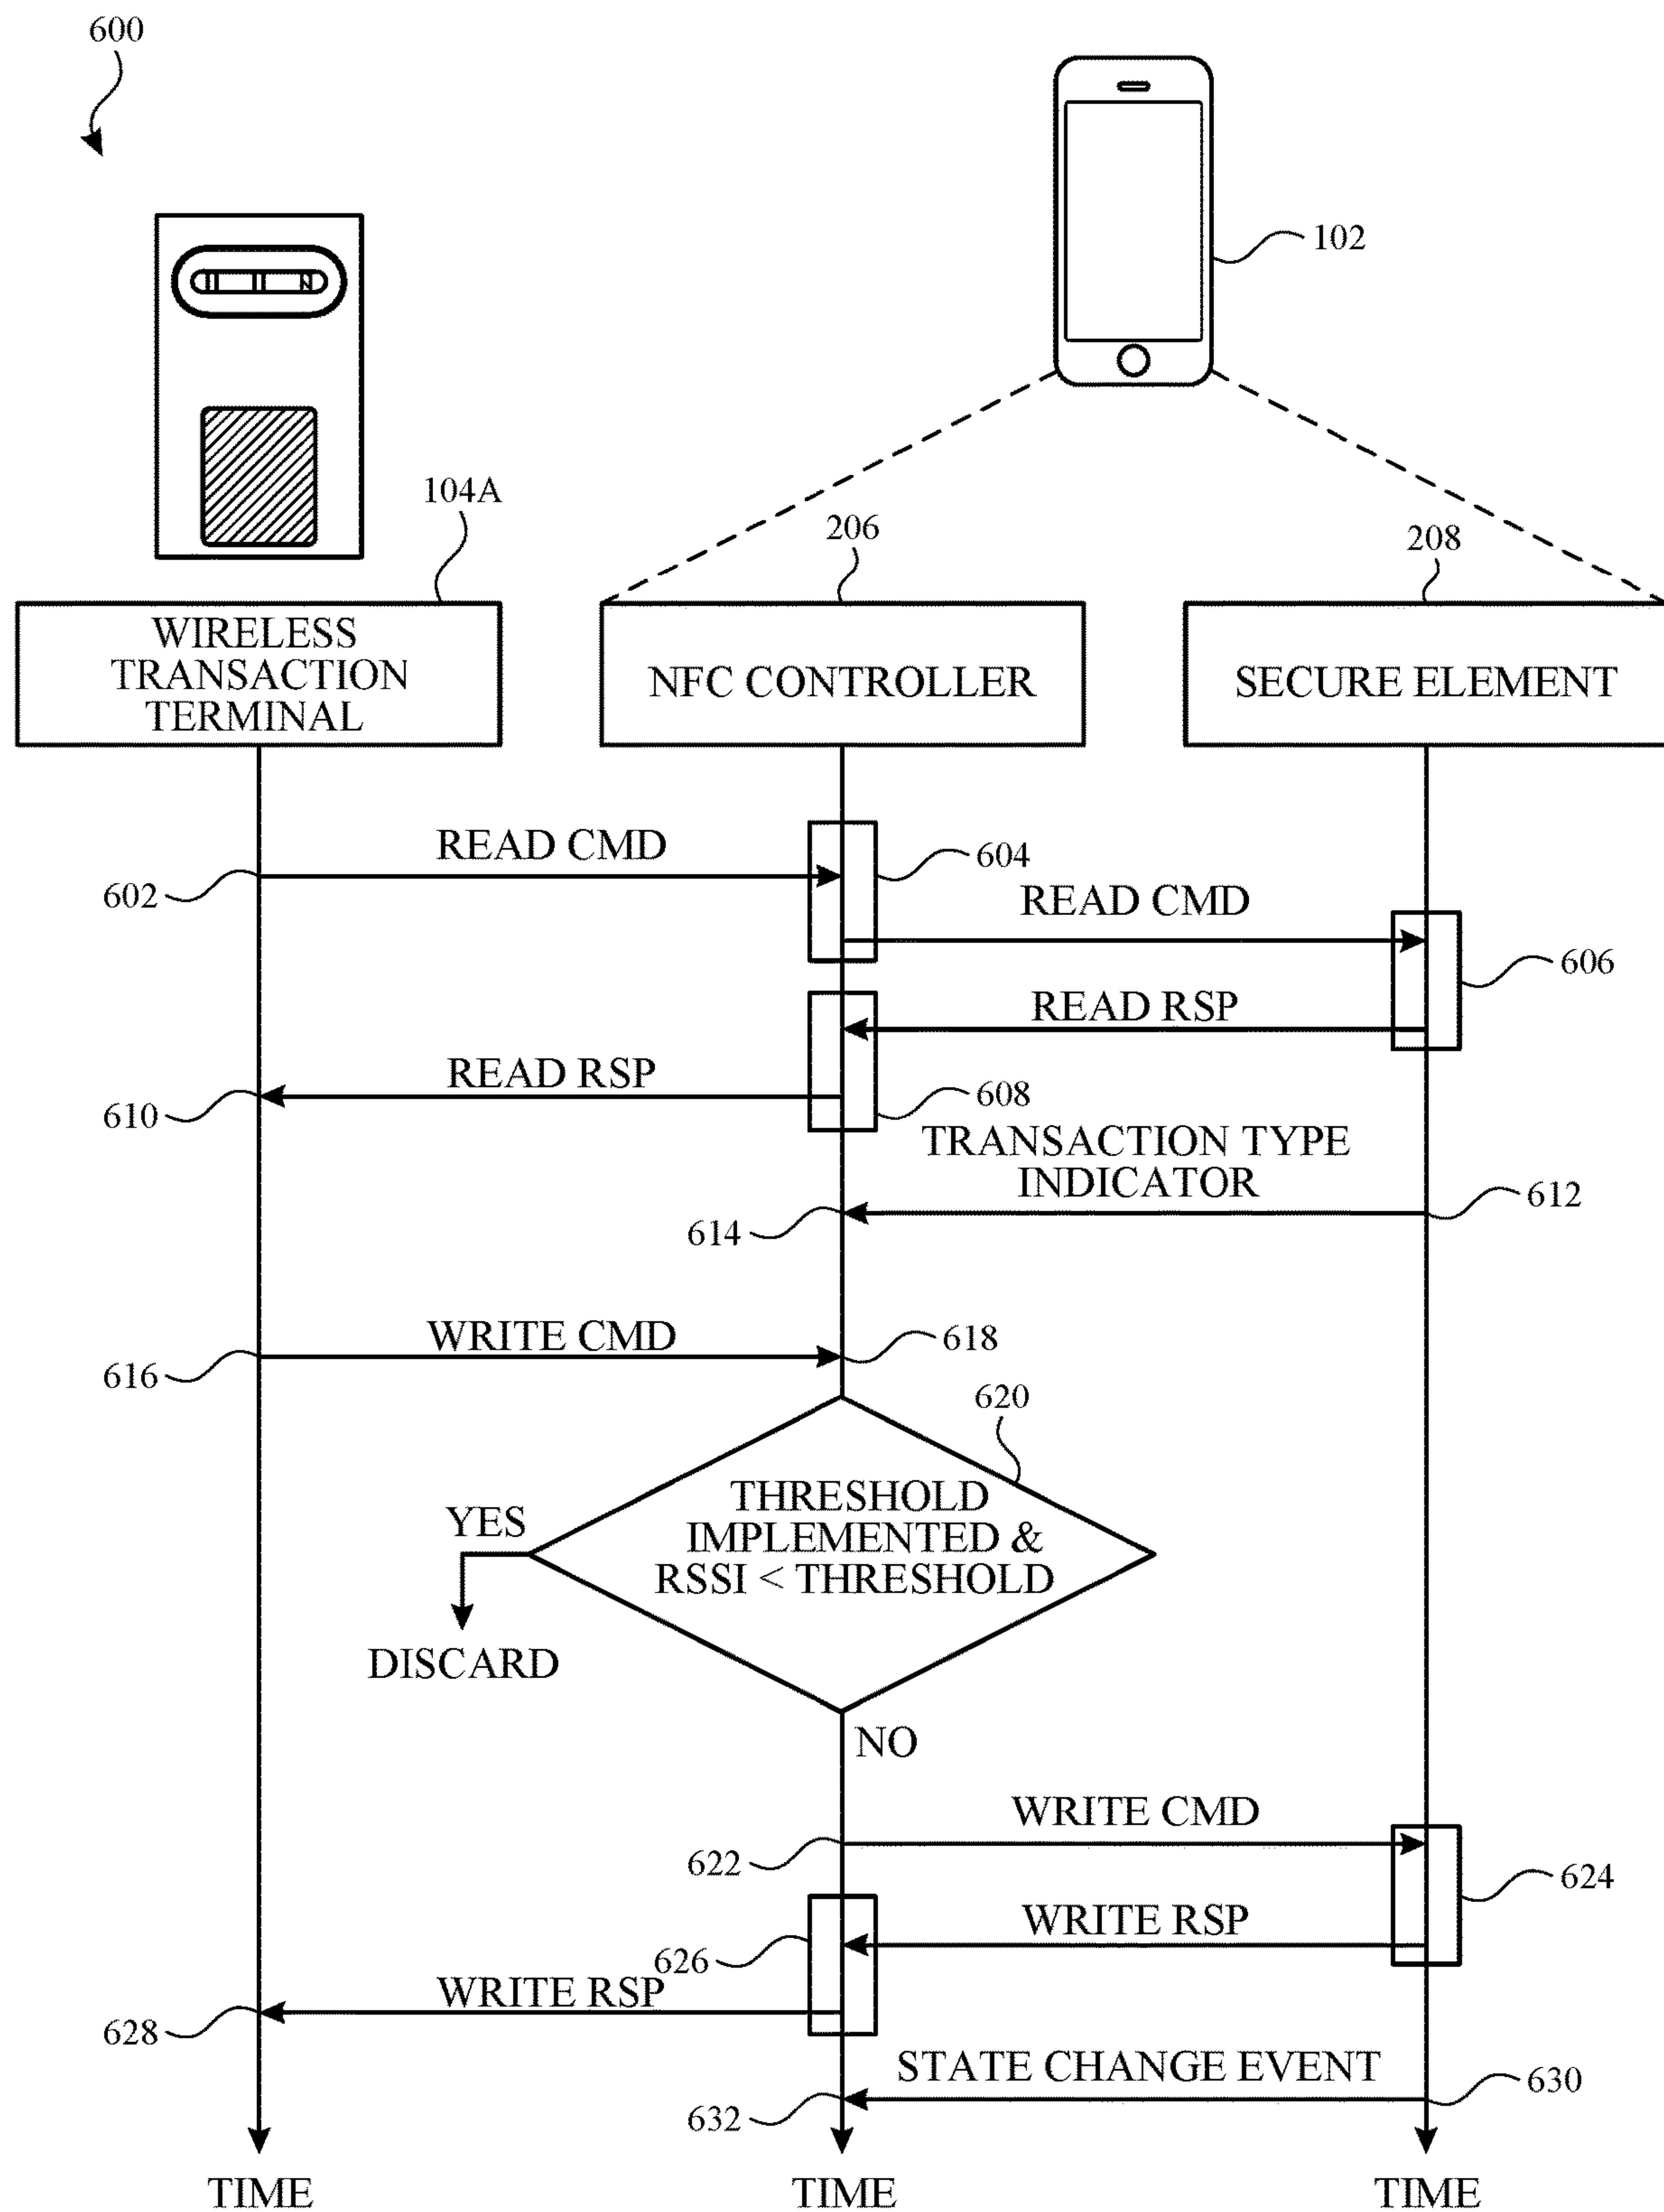 600
102
104A
206
208
WIRELESS
TRANSACTION
TERMINAL
NFC CONTROLLER
SECURE ELEMENT
READ CMD
604
602
READ CMD
606
READ RSP
READ RSP
608
610
TRANSACTION TYPE
INDICATOR
612
614
WRITE CMD
618
616
620
THRESHOLD
IMPLEMENTED &
RSSI < THRESHOLD
YES
DISCARD
NO
WRITE CMD
622
624
WRITE RSP
626
WRITE RSP
628
STATE CHANGE EVENT
630
632
TIME
TIME
TIME